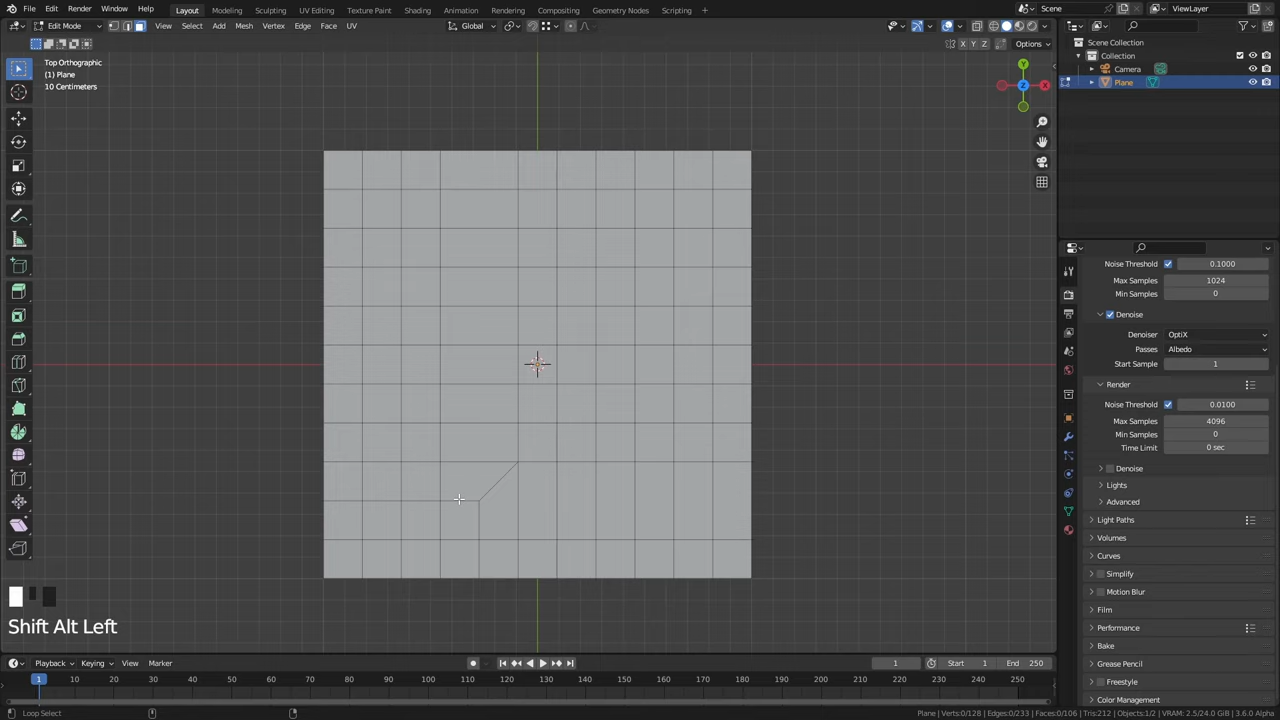 File Edit Render Window Help
Layout Modeling Sculpting UV Editing Texture Paint Shading Animation Rendering Compositing Geometry Nodes Scripting +
Scene
ViewLayer
Edit Mode View Select Add Mesh Vertex Edge Face UV
Global
X Y Z Options
Top Orthographic
(1) Plane
10 Centimeters
Y
Z
X
Scene Collection
Collection
Camera
Plane
Noise Threshold 0.1000
Max Samples 1024
Min Samples 0
Denoise
Denoiser OptiX
Passes Albedo
Start Sample 1
Render
Noise Threshold 0.0100
Max Samples 4096
Min Samples 0
Time Limit 0 sec
Denoise
Lights
Advanced
Light Paths
Volumes
Curves
Simplify
Motion Blur
Film
Performance
Bake
Grease Pencil
Freestyle
Color Management
Shift Alt Left
Playback Keying View Marker
1 Start 1 End 250
1 10 20 30 40 50 60 70 80 90 100 110 120 130 140 150 160 170 180 190 200 210 220 230 240 250
Loop Select
Plane | Verts:0/128 | Edges:0/233 | Faces:0/106 | Tris:212 | Objects:1/2 | VRAM: 2.5/24.0 GiB | 3.6.0 Alpha